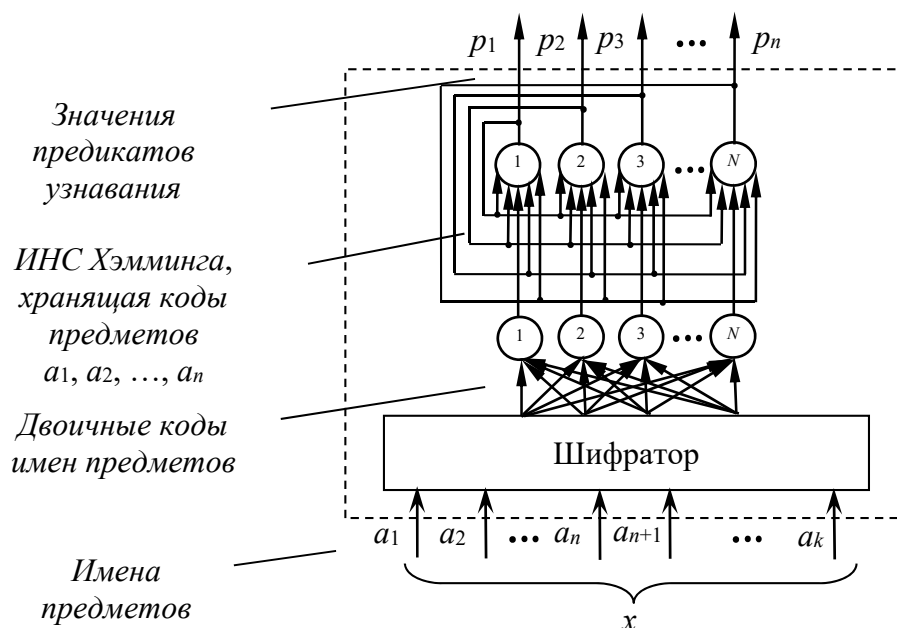 p1 p2 p3 ... pn
Значения
предикатов
узнавания
1 2 3 ... N
ИНС Хэмминга,
хранящая коды
предметов
a1, a2, …, an
1 2 3 ... N
Двоичные коды
имен предметов
Шифратор
a1 a2 ... an an+1 ... ak
Имена
предметов
x